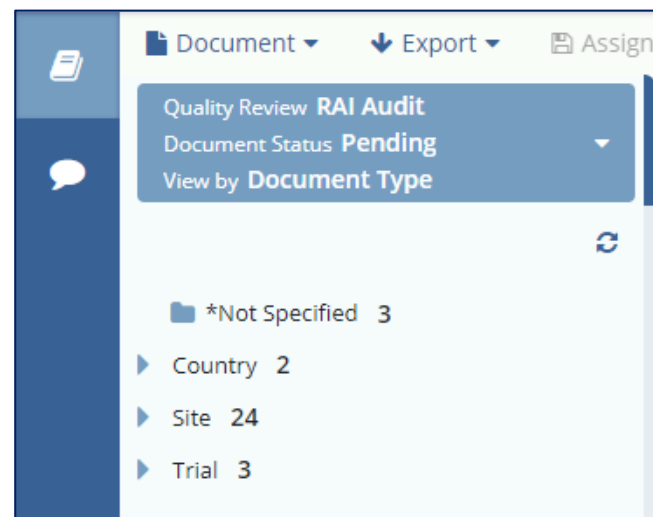 Document Export Assign
Quality Review RAI Audit
Document Status Pending
View by Document Type
*Not Specified 3
Country 2
Site 24
Trial 3